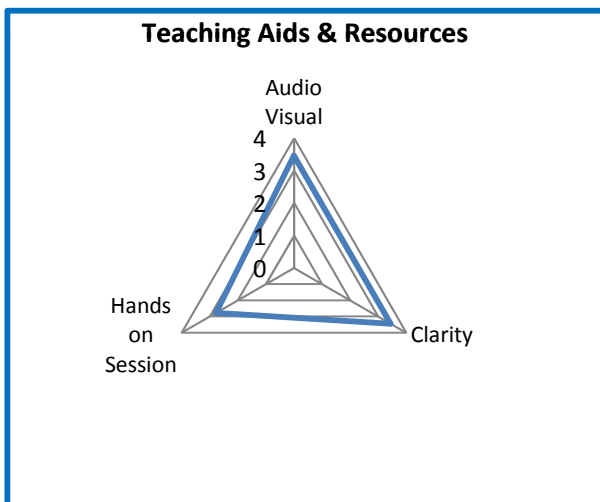 Teaching Aids & Resources
Audio
Visual
4
3
2
1
0
Hands
on
Session
Clarity